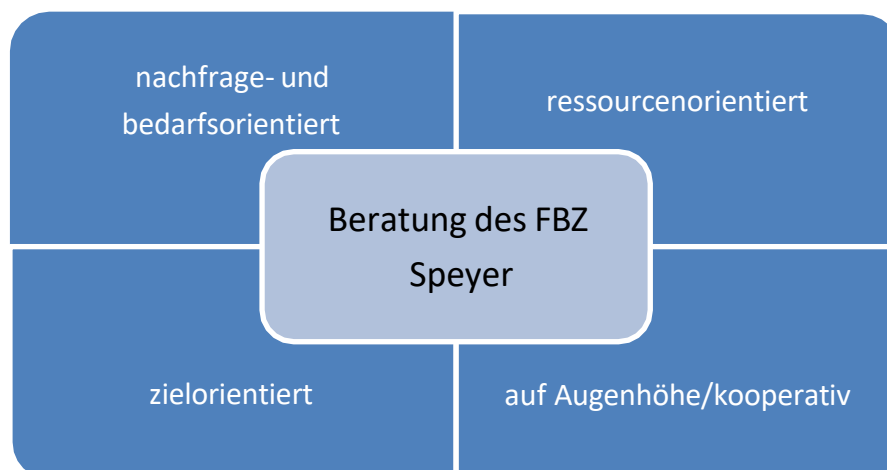 nachfrage- und
bedarfsorientiert
ressourcenorientiert
Beratung des FBZ
Speyer
zielorientiert
auf Augenhöhe/kooperativ